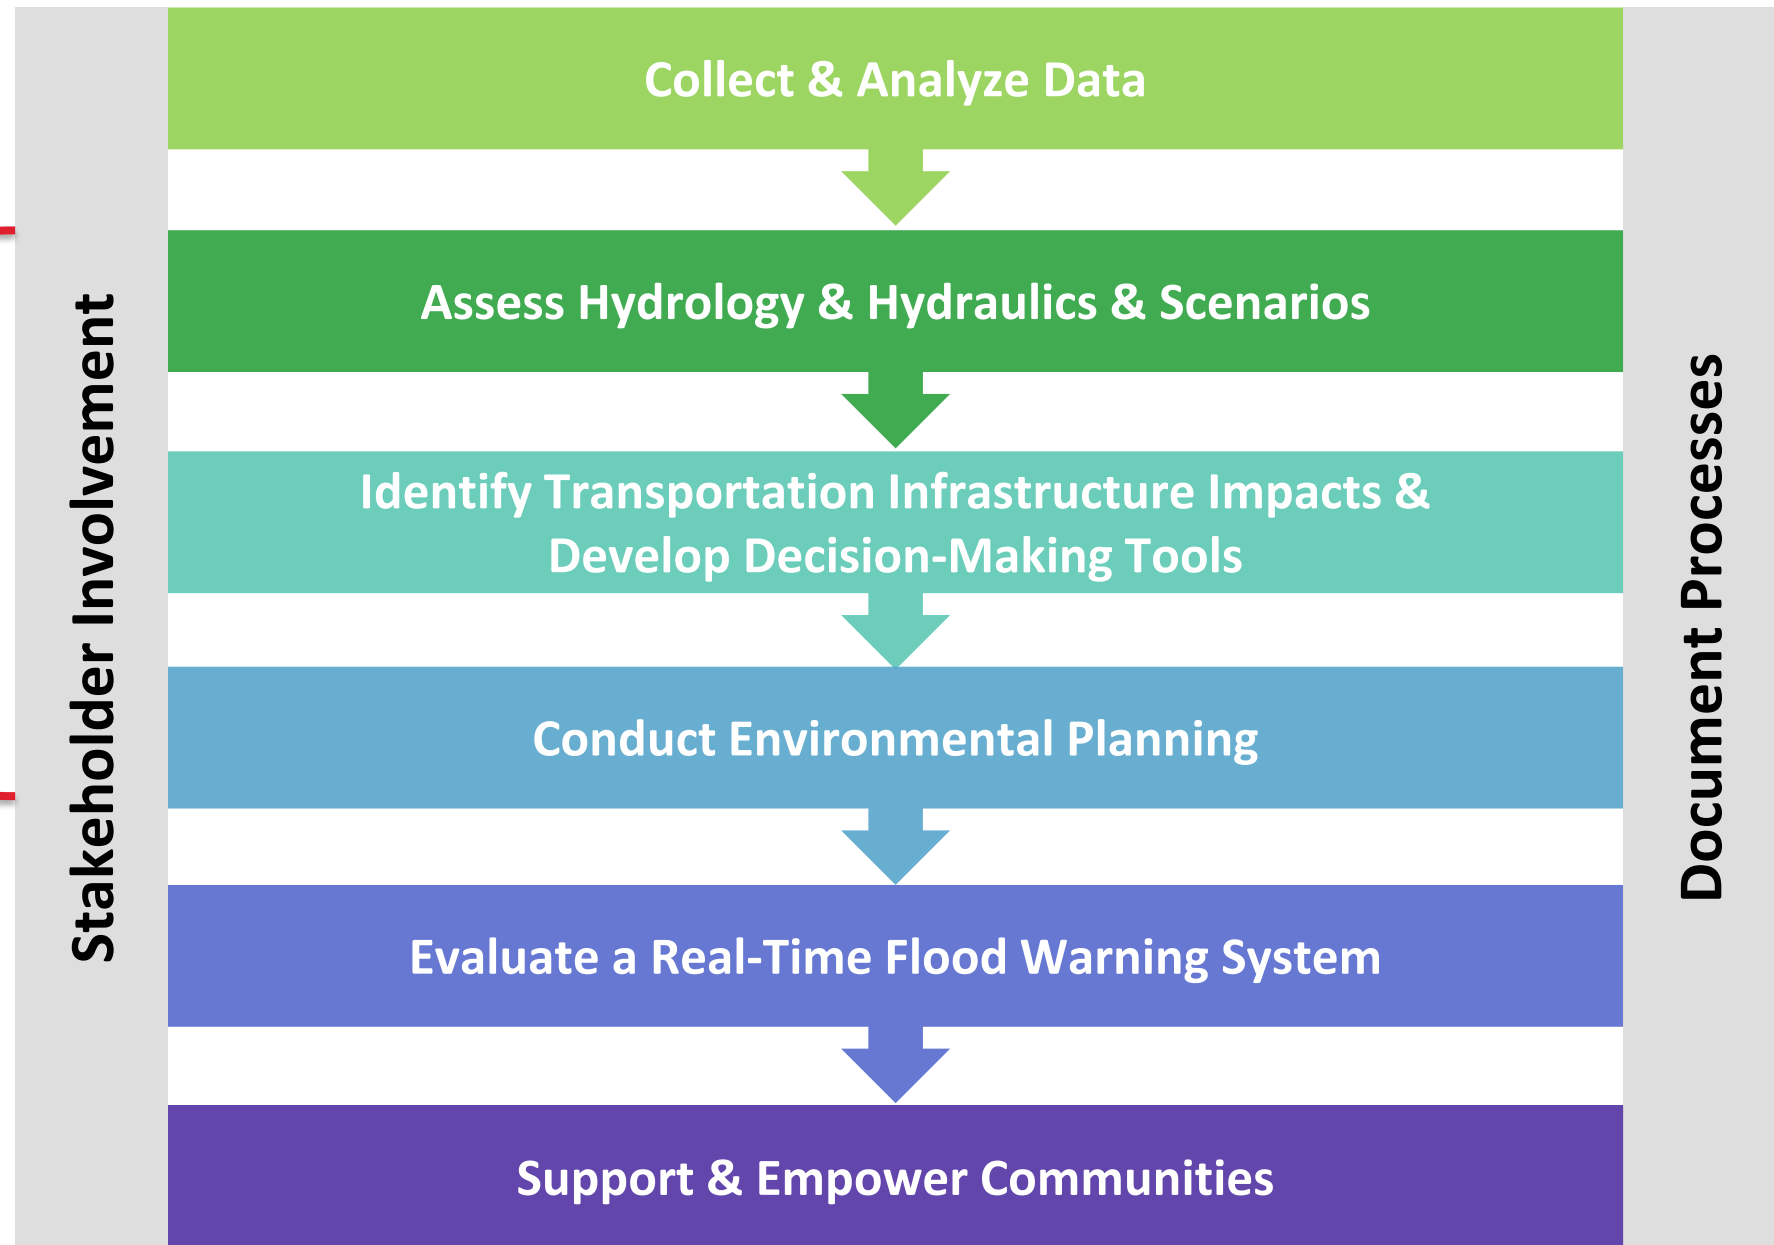 Collect & Analyze Data
Assess Hydrology & Hydraulics & Scenarios
Identify Transportation Infrastructure Impacts &
Develop Decision-Making Tools
Conduct Environmental Planning
Evaluate a Real-Time Flood Warning System
Support & Empower Communities
Stakeholder Involvement
Document Processes